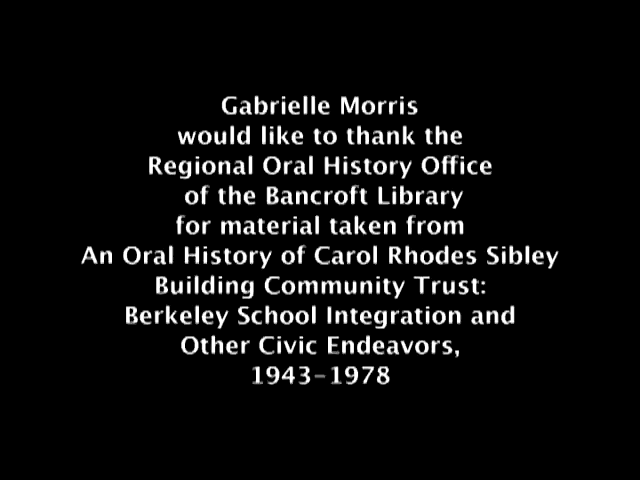 Gabrielle Morris
would like to thank the
Regional Oral History Office
of the Bancroft Library
for material taken from
An Oral History of Carol Rhodes Sibley
Building Community Trust:
Berkeley School Integration and
Other Civic Endeavors,
1943–1978